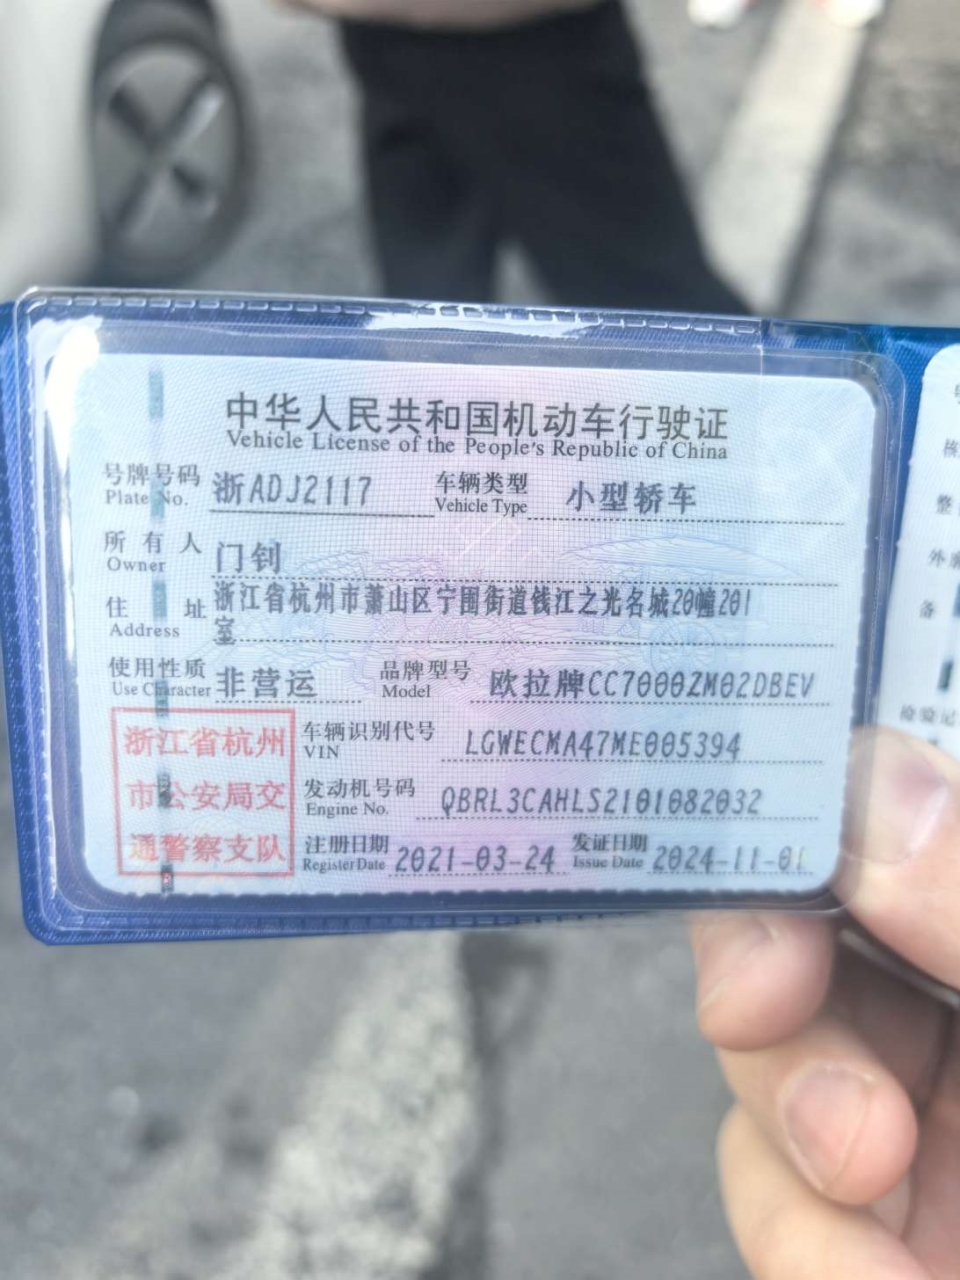 中华人民共和国机动车行驶证
Vehicle License of the People's Republic of China
号牌号码 浙ADJ2117 车辆类型 小型轿车
Plate No. Vehicle Type
所有人 门钊
Owner
住址 浙江省杭州市萧山区宁围街道钱江之光名城20幢201
室
Address
使用性质 非营运 品牌型号 欧拉牌CC7000ZM02DBEV
Use Character Model
浙江省杭州
市公安局交
通警察支队
车辆识别代号 LGWECMA47ME005394
VIN
发动机号码 QBRL3CAHLS2101082032
Engine No.
注册日期 2021-03-24 发证日期 2024-11-01
Register Date Issue Date
整
外
备
检验记